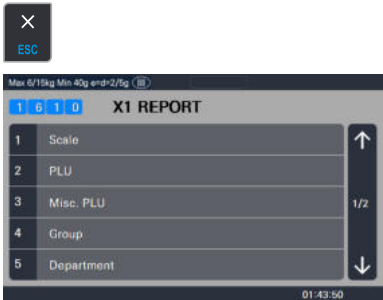 ×
ESC
Max 6/15kg Min 40g e=d=2/5g III
1 6 1 0 X1 REPORT
1 Scale
2 PLU
3 Misc. PLU
4 Group
5 Department
↑
1/2
↓
01:43:50